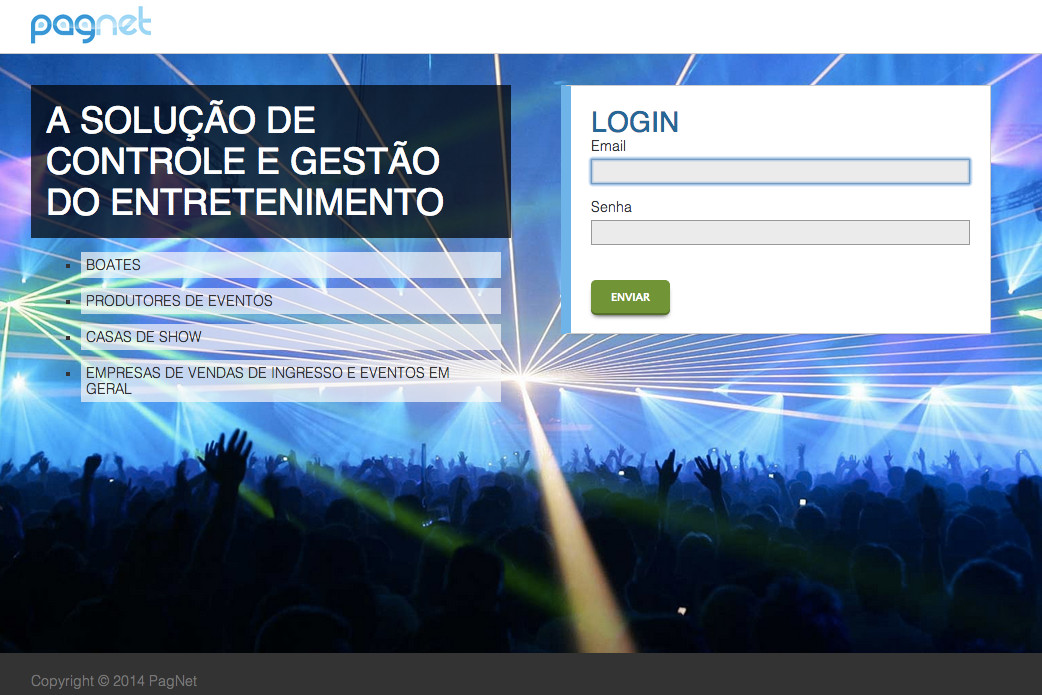 pagnet
A SOLUÇÃO DE
CONTROLE E GESTÃO
DO ENTRETENIMENTO
BOATES
PRODUTORES DE EVENTOS
CASAS DE SHOW
EMPRESAS DE VENDAS DE INGRESSO E EVENTOS EM
GERAL
LOGIN
Email
Senha
ENVIAR
Copyright © 2014 PagNet